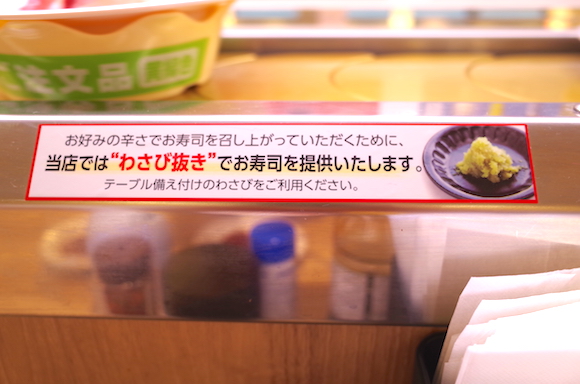 注文品
お好みの辛さでお寿司を召し上がっていただくために、
当店では“わさび抜き”でお寿司を提供いたします。
テーブル備え付けのわさびをご利用ください。